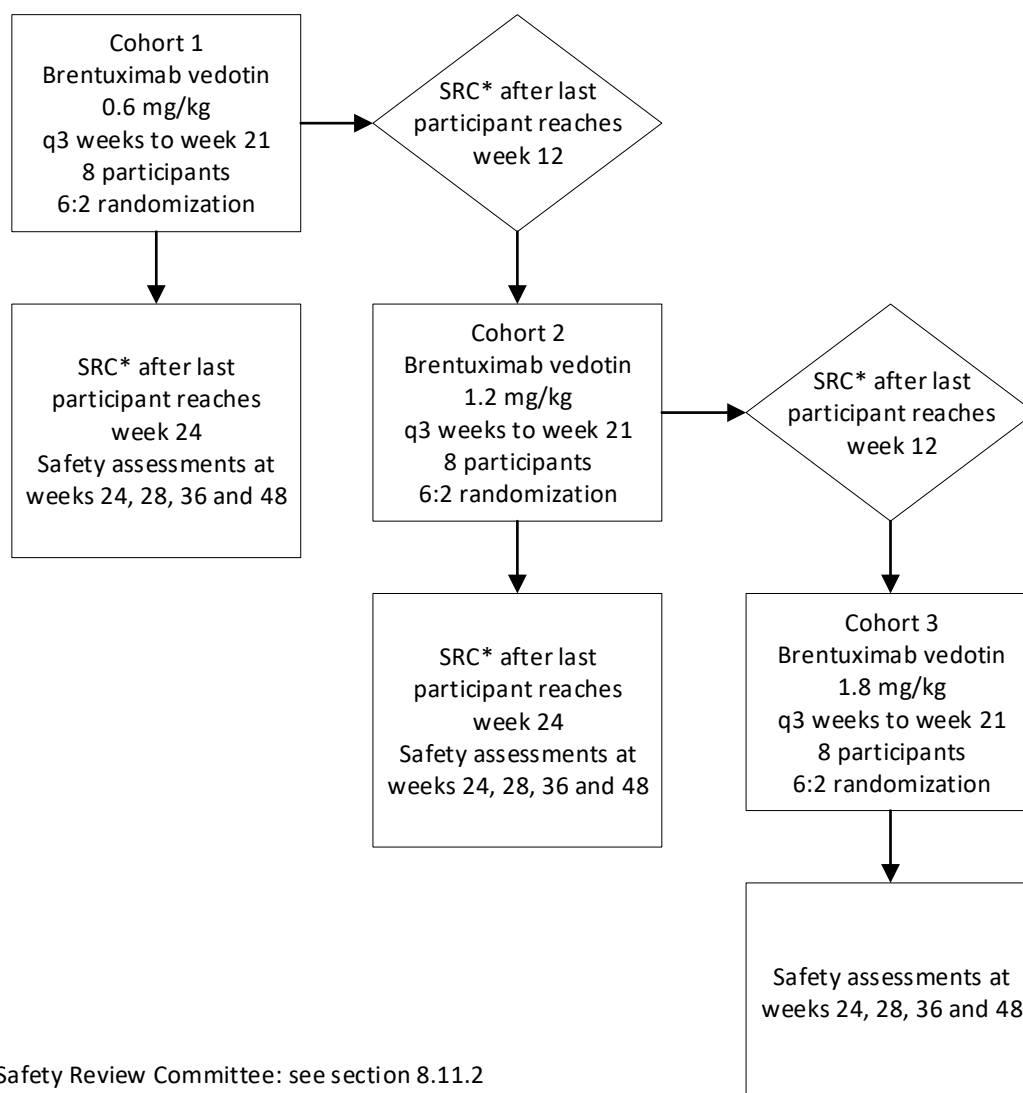 Cohort 1
Brentuximab vedotin
0.6 mg/kg
q3 weeks to week 21
8 participants
6:2 randomization
SRC* after last
participant reaches
week 12
SRC* after last
participant reaches
week 24
Safety assessments at
weeks 24, 28, 36 and 48
Cohort 2
Brentuximab vedotin
1.2 mg/kg
q3 weeks to week 21
8 participants
6:2 randomization
SRC* after last
participant reaches
week 12
SRC* after last
participant reaches
week 24
Safety assessments at
weeks 24, 28, 36 and 48
Cohort 3
Brentuximab vedotin
1.8 mg/kg
q3 weeks to week 21
8 participants
6:2 randomization
Safety assessments at
weeks 24, 28, 36 and 48
Safety Review Committee: see section 8.11.2